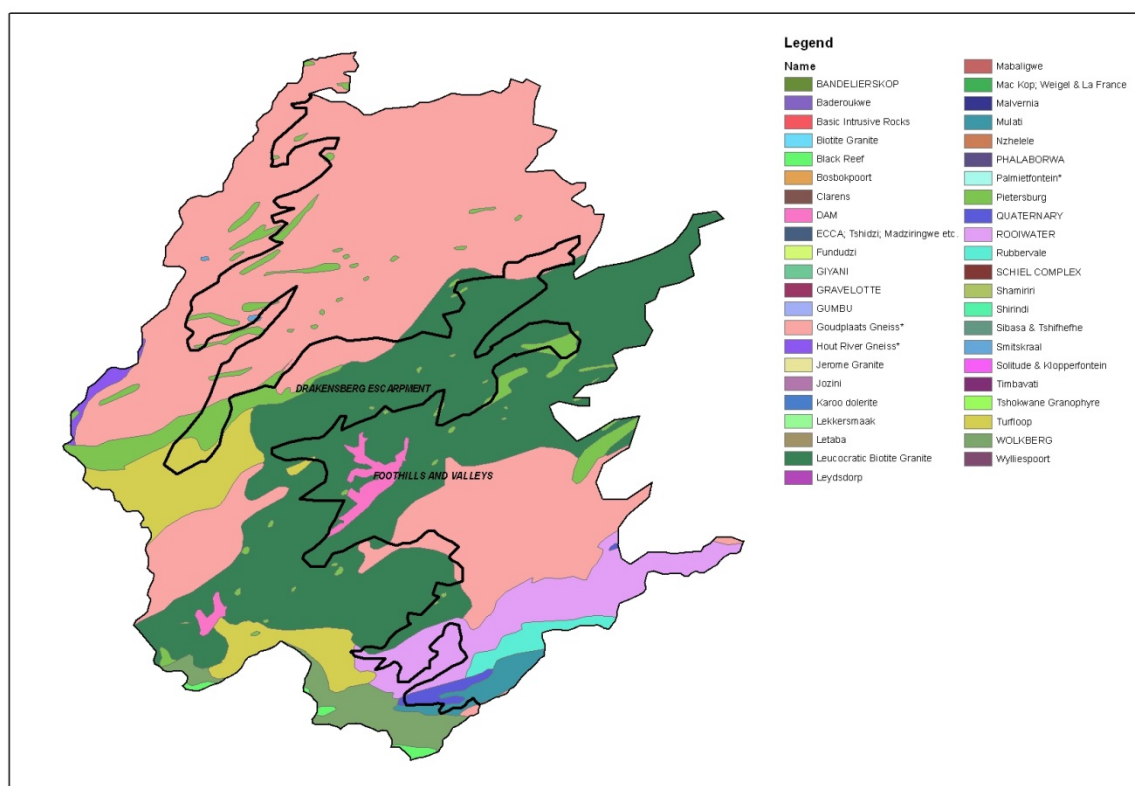 Legend
Name
BANDELIERSKOP
Baderoukwe
Basic Intrusive Rocks
Biotite Granite
Black Reef
Bosbokpoort
Clarens
DAM
ECCA; Tshidzi; Madziringwe etc.
Fundudzi
GIYANI
GRAVELOTTE
GUMBU
Goudplaats Gneiss*
Hout River Gneiss*
Jerome Granite
Jozini
Karoo dolerite
Lekkersmaak
Letaba
Leucocratic Biotite Granite
Leydsdorp
Mabaligwe
Mac Kop; Weigel & La France
Malvernia
Mulati
Nzhelele
PHALABORWA
Palmietfontein*
Pietersburg
QUATERNARY
ROOIWATER
Rubbervale
SCHIEL COMPLEX
Shamiriri
Shirindi
Sibasa & Tshifhefhe
Smitskraal
Solitude & Klopperfontein
Timbavati
Tshokwane Granophyre
Turfloop
WOLKBERG
Wylliespoort
DRAKENSBERG ESCARPMENT
FOOTHILLS AND VALLEYS